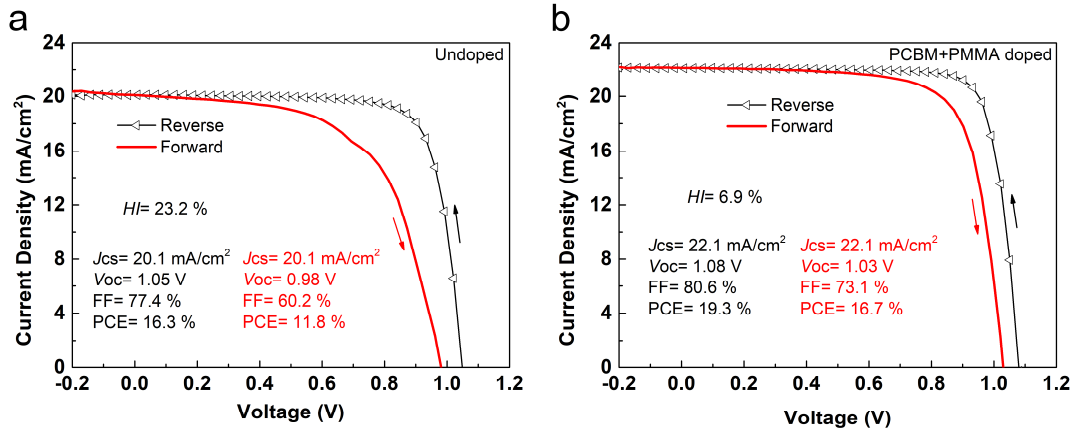 a
Undoped
24
20
16
12
8
4
0
Current Density (mA/cm²)
Reverse
Forward
HI= 23.2 %
Jcs= 20.1 mA/cm²
Voc= 1.05 V
FF= 77.4 %
PCE= 16.3 %
Jcs= 20.1 mA/cm²
Voc= 0.98 V
FF= 60.2 %
PCE= 11.8 %
-0.2 0.0 0.2 0.4 0.6 0.8 1.0 1.2
Voltage (V)
b
PCBM+PMMA doped
24
20
16
12
8
4
0
Current Density (mA/cm²)
Reverse
Forward
HI= 6.9 %
Jcs= 22.1 mA/cm²
Voc= 1.08 V
FF= 80.6 %
PCE= 19.3 %
Jcs= 22.1 mA/cm²
Voc= 1.03 V
FF= 73.1 %
PCE= 16.7 %
-0.2 0.0 0.2 0.4 0.6 0.8 1.0 1.2
Voltage (V)